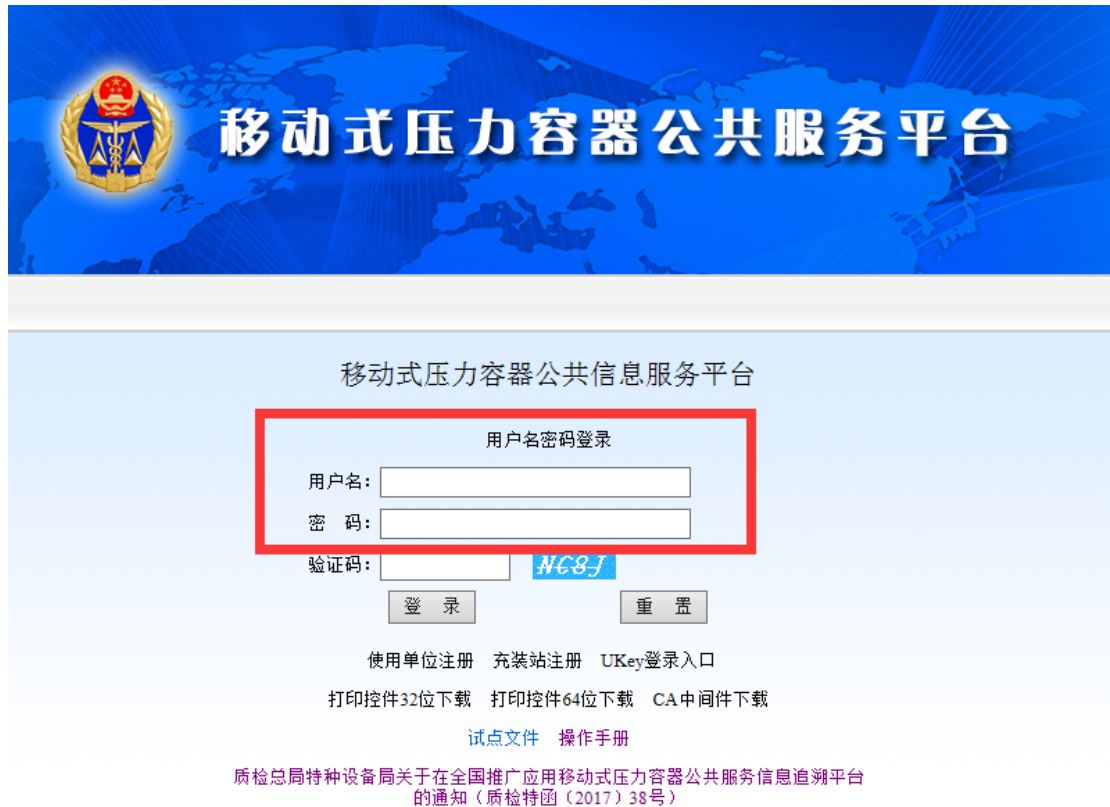 移动式压力容器公共服务平台
移动式压力容器公共信息服务平台
用户名密码登录
用户名：
密 码：
验证码： NC8J
登 录 重 置
使用单位注册 充装站注册 UKey登录入口
打印控件32位下载 打印控件64位下载 CA中间件下载
试点文件 操作手册
质检总局特种设备局关于在全国推广应用移动式压力容器公共服务信息追溯平台
的通知（质检特函（2017）38号）